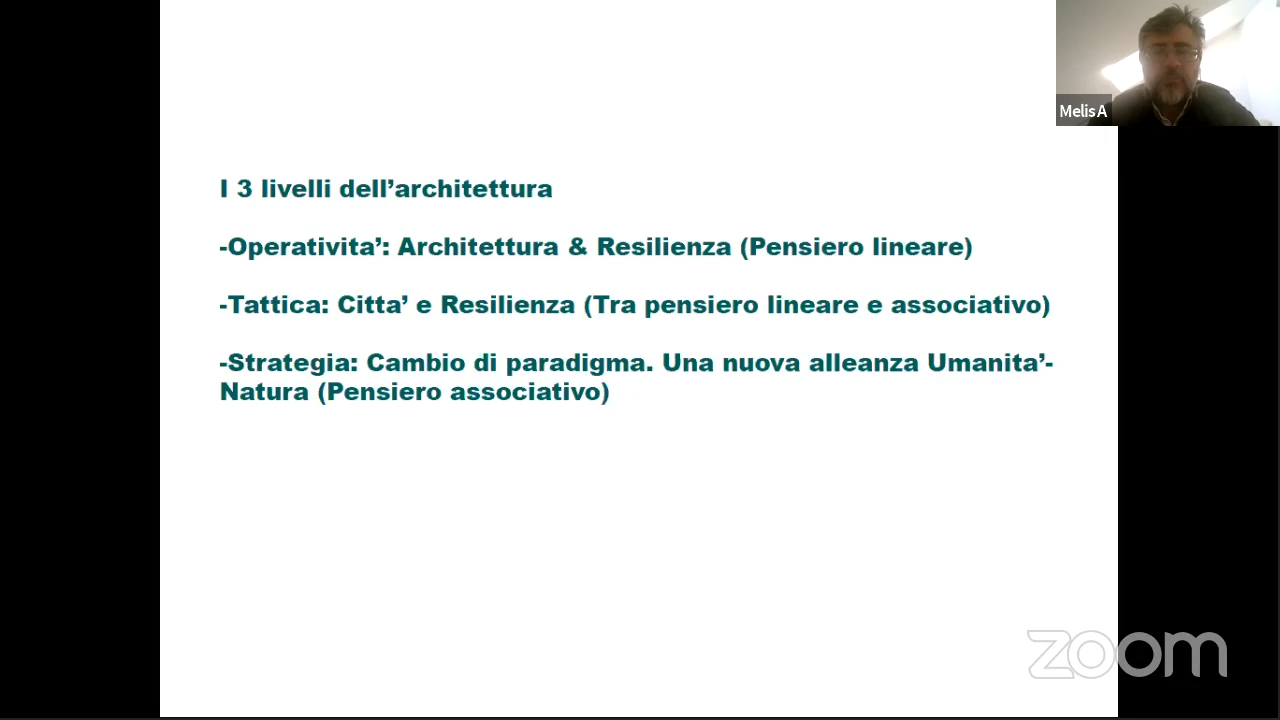 Melis A
I 3 livelli dell’architettura
-Operativita’: Architettura & Resilienza (Pensiero lineare)
-Tattica: Citta’ e Resilienza (Tra pensiero lineare e associativo)
-Strategia: Cambio di paradigma. Una nuova alleanza Umanita’-
Natura (Pensiero associativo)
zoom